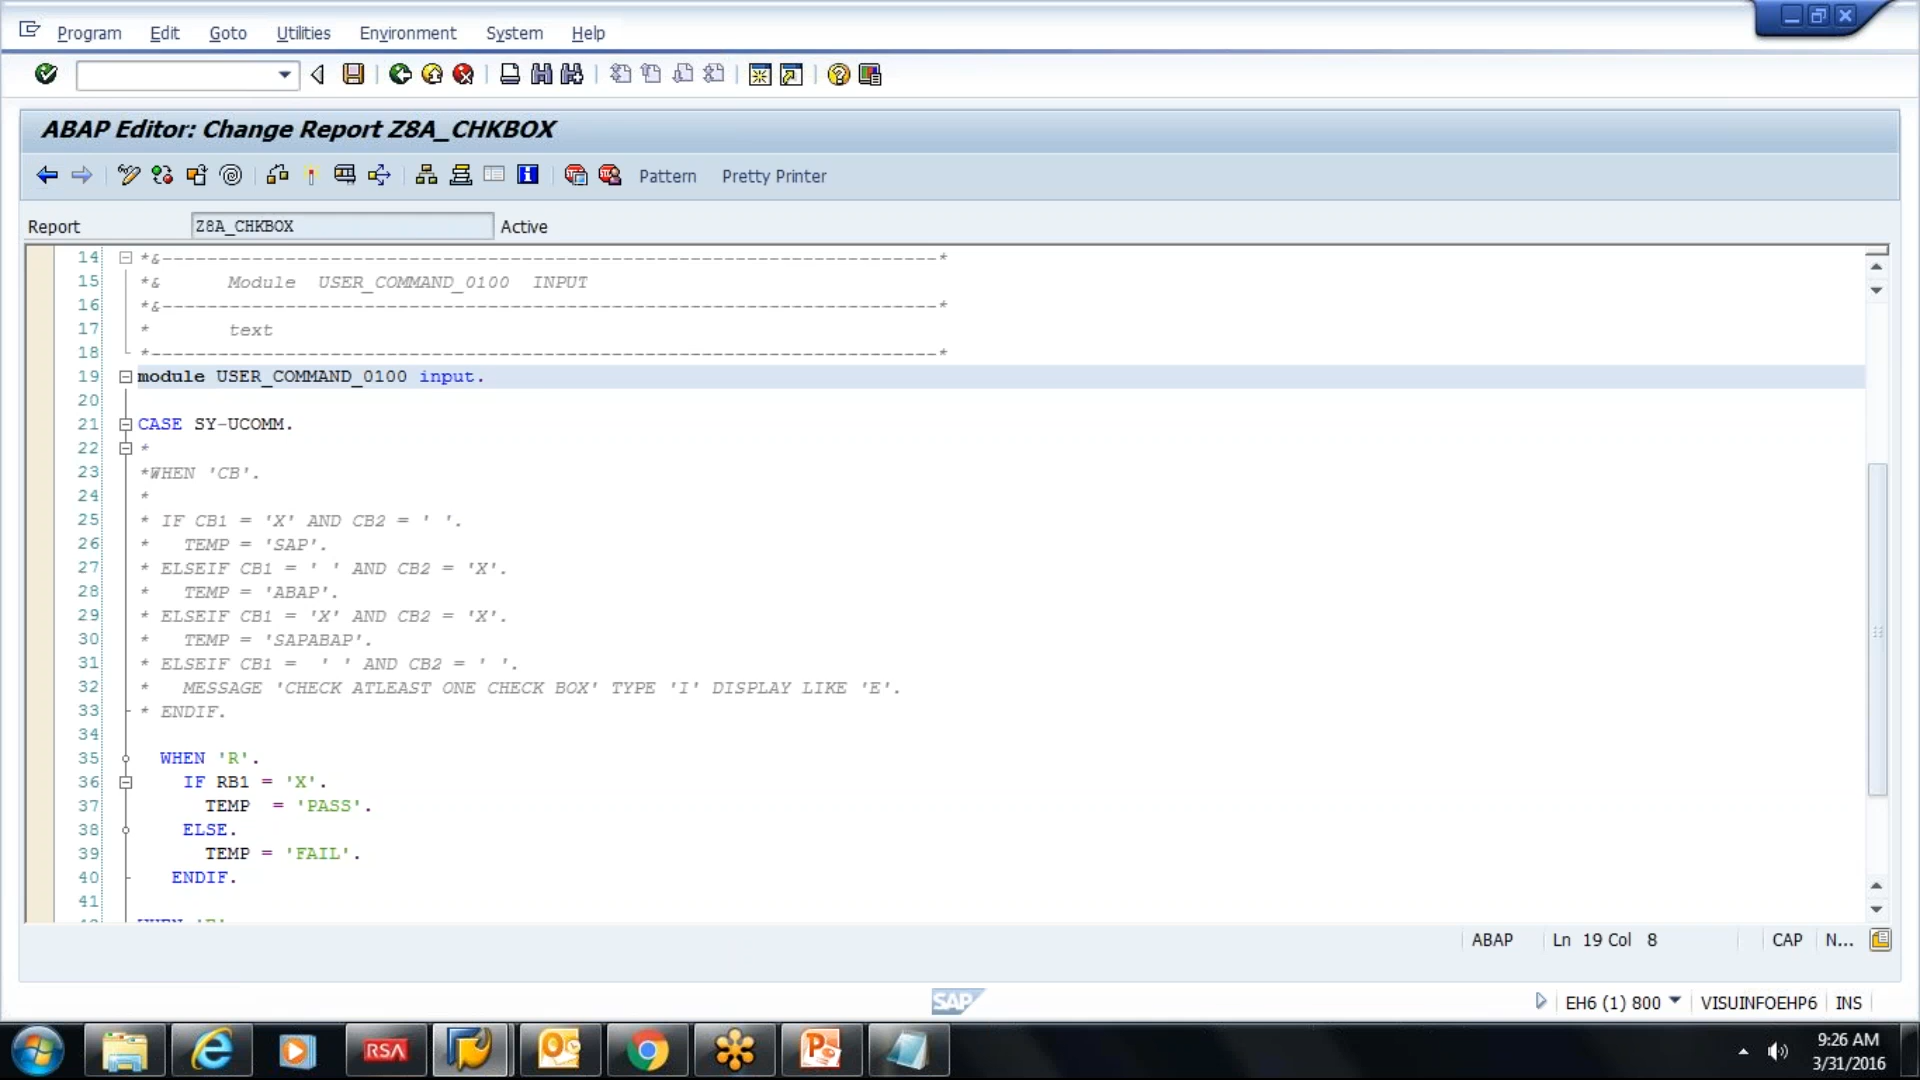 Program Edit Goto Utilities Environment System Help
ABAP Editor: Change Report Z8A_CHKBOX
Pattern Pretty Printer
Report Z8A_CHKBOX Active
14 *&---------------------------------------------------------------------*
15 *& Module USER_COMMAND_0100 INPUT
16 *&---------------------------------------------------------------------*
17 * text
18 *----------------------------------------------------------------------*
19 module USER_COMMAND_0100 input.
20
21 CASE SY-UCOMM.
22 *
23 *WHEN 'CB'.
24 *
25 * IF CB1 = 'X' AND CB2 = ' '.
26 * TEMP = 'SAP'.
27 * ELSEIF CB1 = ' ' AND CB2 = 'X'.
28 * TEMP = 'ABAP'.
29 * ELSEIF CB1 = 'X' AND CB2 = 'X'.
30 * TEMP = 'SAPABAP'.
31 * ELSEIF CB1 = ' ' AND CB2 = ' '.
32 * MESSAGE 'CHECK ATLEAST ONE CHECK BOX' TYPE 'I' DISPLAY LIKE 'E'.
33 * ENDIF.
34
35 WHEN 'R'.
36 IF RB1 = 'X'.
37 TEMP = 'PASS'.
38 ELSE.
39 TEMP = 'FAIL'.
40 ENDIF.
41
ABAP Ln 19 Col 8 CAP N...
SAP
EH6 (1) 800 VISUINFOEHP6 INS
RSA
9:26 AM
3/31/2016